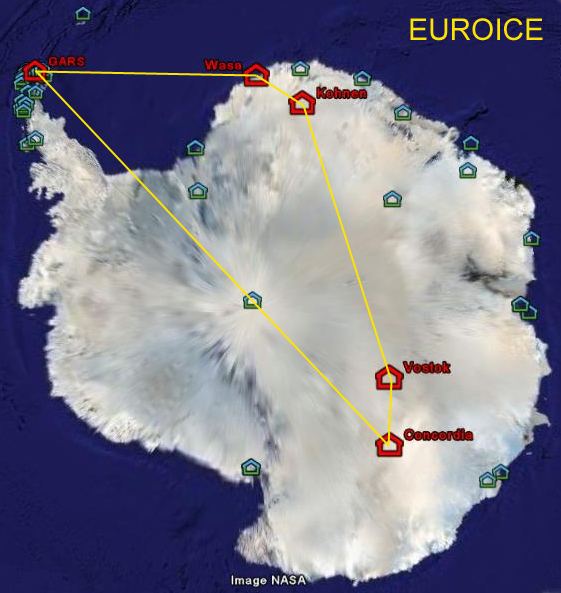 EUROICE
GARS
Wasa
Kohnen
Vostok
Concordia
Image NASA